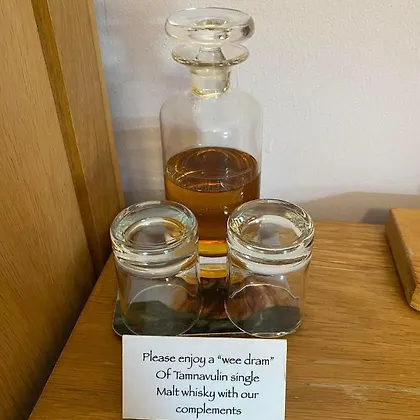 Please enjoy a “wee dram”
Of Tamnavulin single
Malt whisky with our
complements